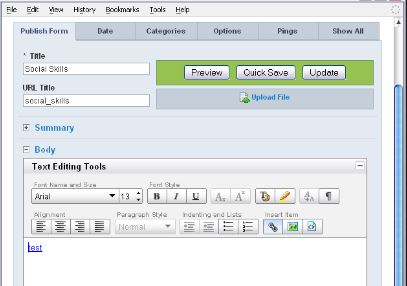 File Edit View History Bookmarks Tools Help
Publish Form Date Categories Options Pings Show All
* Title
Social Skills
Preview Quick Save Update
URL Title
social_skills
Upload File
Summary
Body
Text Editing Tools
Font Name and Size Font Style
Arial 13 B I U
Alignment Paragraph Style Indenting and Lists Insert Item
Normal
test